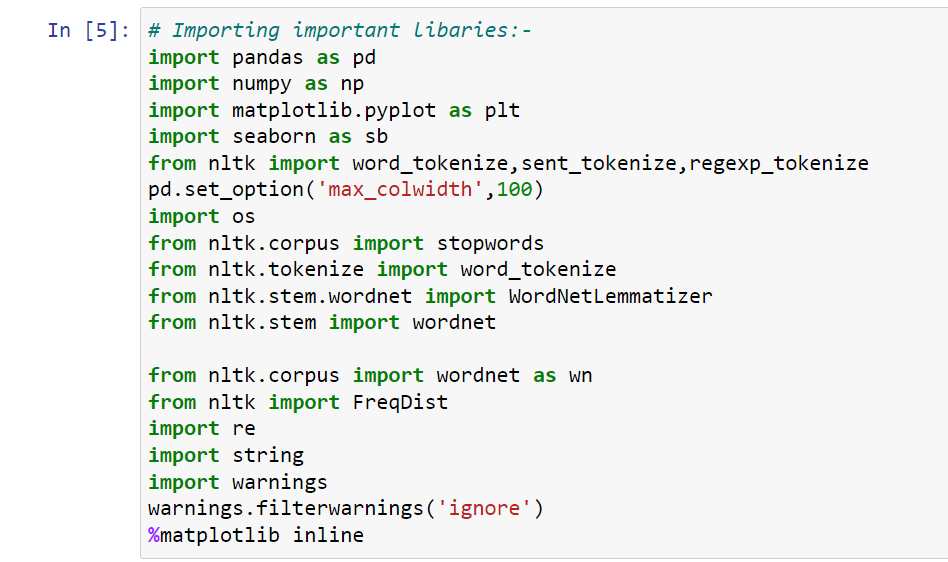 In [5]: # Importing important libaries:-
import pandas as pd
import numpy as np
import matplotlib.pyplot as plt
import seaborn as sb
from nltk import word_tokenize,sent_tokenize,regexp_tokenize
pd.set_option('max_colwidth',100)
import os
from nltk.corpus import stopwords
from nltk.tokenize import word_tokenize
from nltk.stem.wordnet import WordNetLemmatizer
from nltk.stem import wordnet
from nltk.corpus import wordnet as wn
from nltk import FreqDist
import re
import string
import warnings
warnings.filterwarnings('ignore')
%matplotlib inline